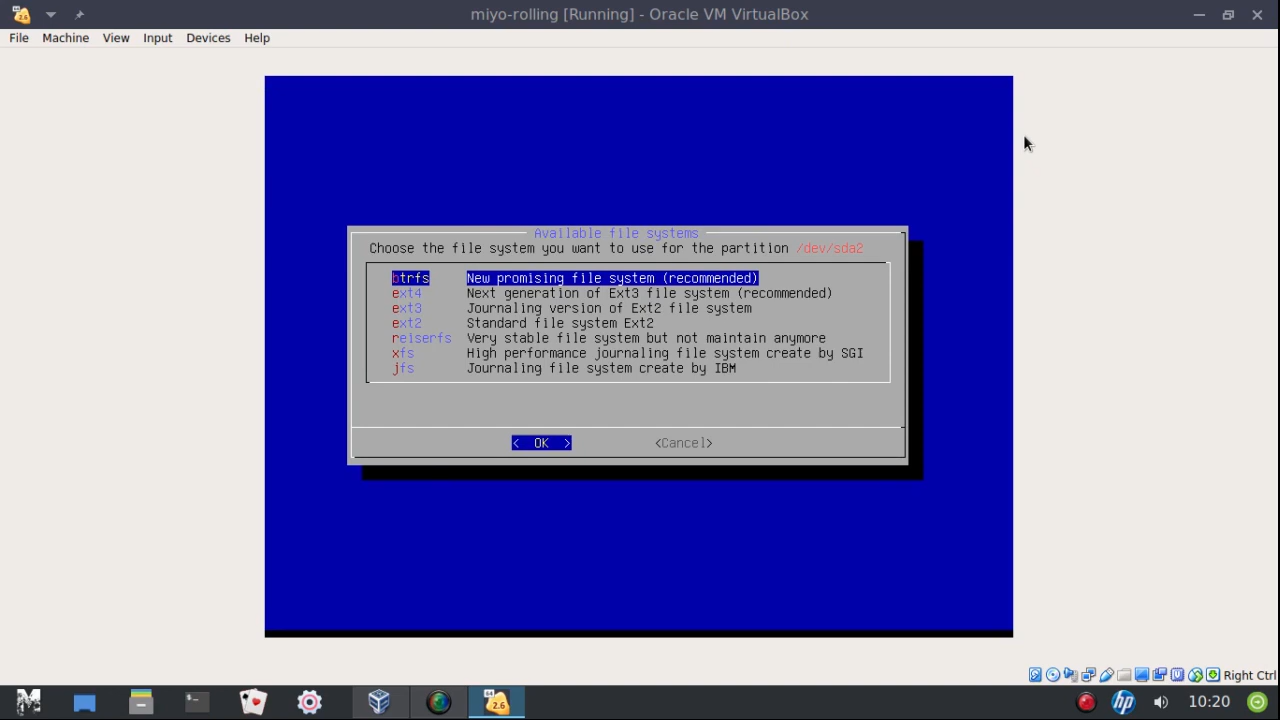 miyo-rolling [Running] - Oracle VM VirtualBox
File Machine View Input Devices Help
Available file systems
Choose the file system you want to use for the partition /dev/sda2
btrfs New promising file system (recommended)
ext4 Next generation of Ext3 file system (recommended)
ext3 Journaling version of Ext2 file system
ext2 Standard file system Ext2
reiserfs Very stable file system but not maintain anymore
xfs High performance journaling file system create by SGI
jfs Journaling file system create by IBM
< OK > <Cancel>
Right Ctrl
10:20